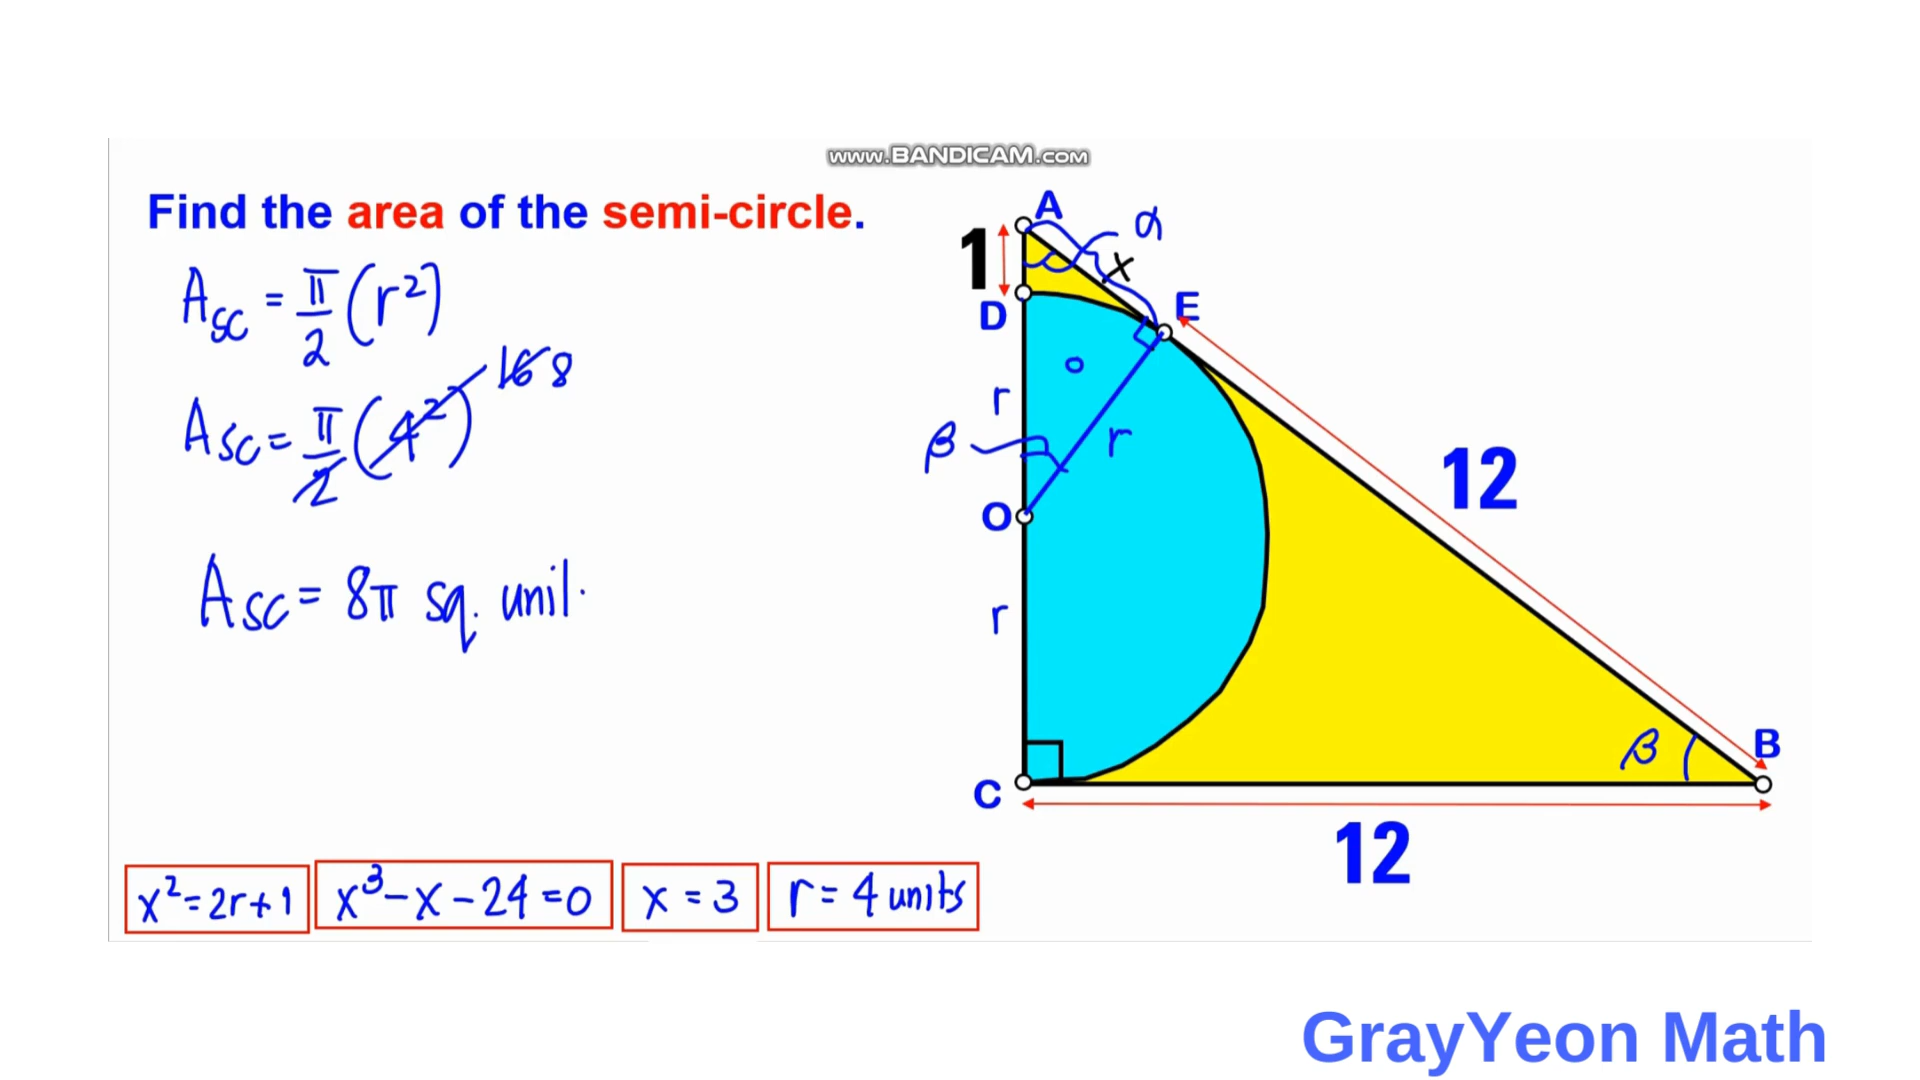 www.BANDICAM.com
Find the area of the semi-circle.
A_SC = π/2 (r²)
A_SC = π/2 (4²) 16 8
A_SC = 8π sq. unit.
A
α
1
x
D
E
o
r
β
r
O
12
r
β
B
C
12
x² = 2r + 1
x³ - x - 24 = 0
x = 3
r = 4 units
GrayYeon Math